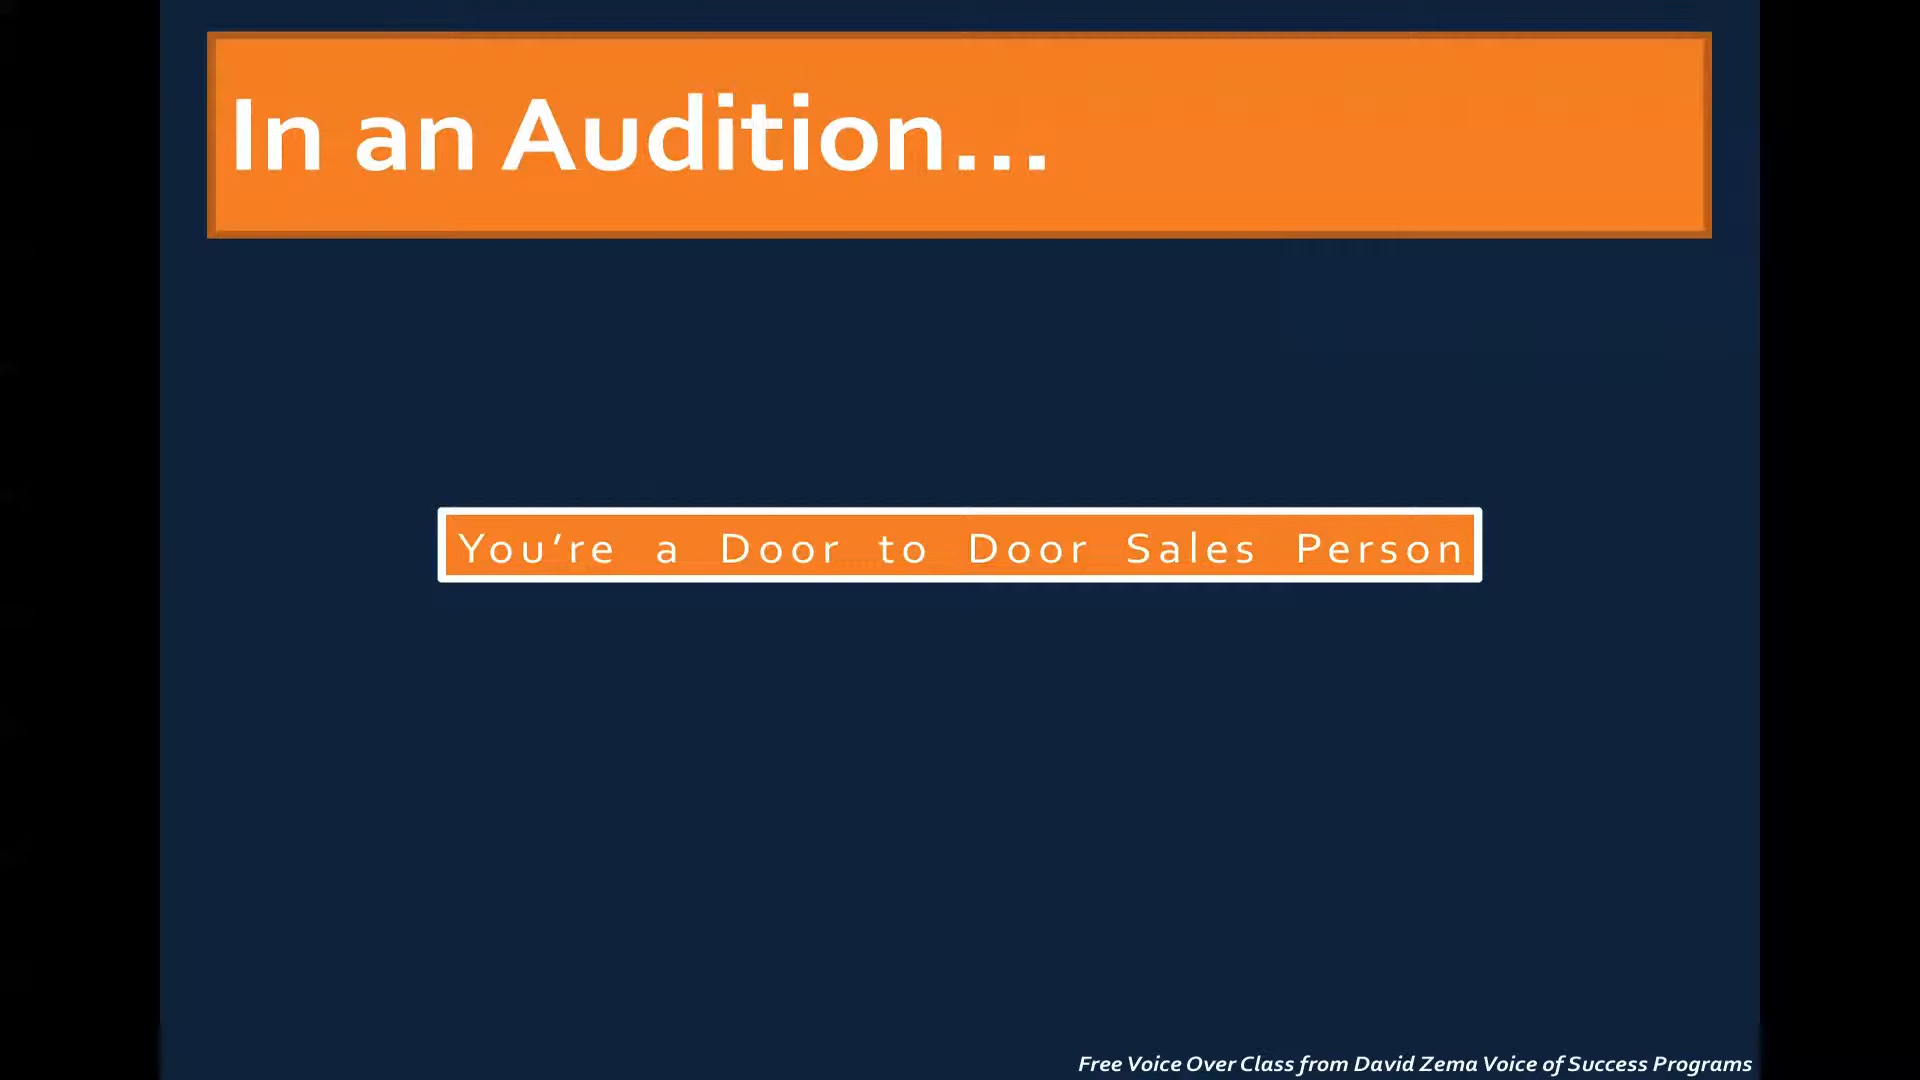 In an Audition...
You’re a Door to Door Sales Person
Free Voice Over Class from David Zema Voice of Success Programs